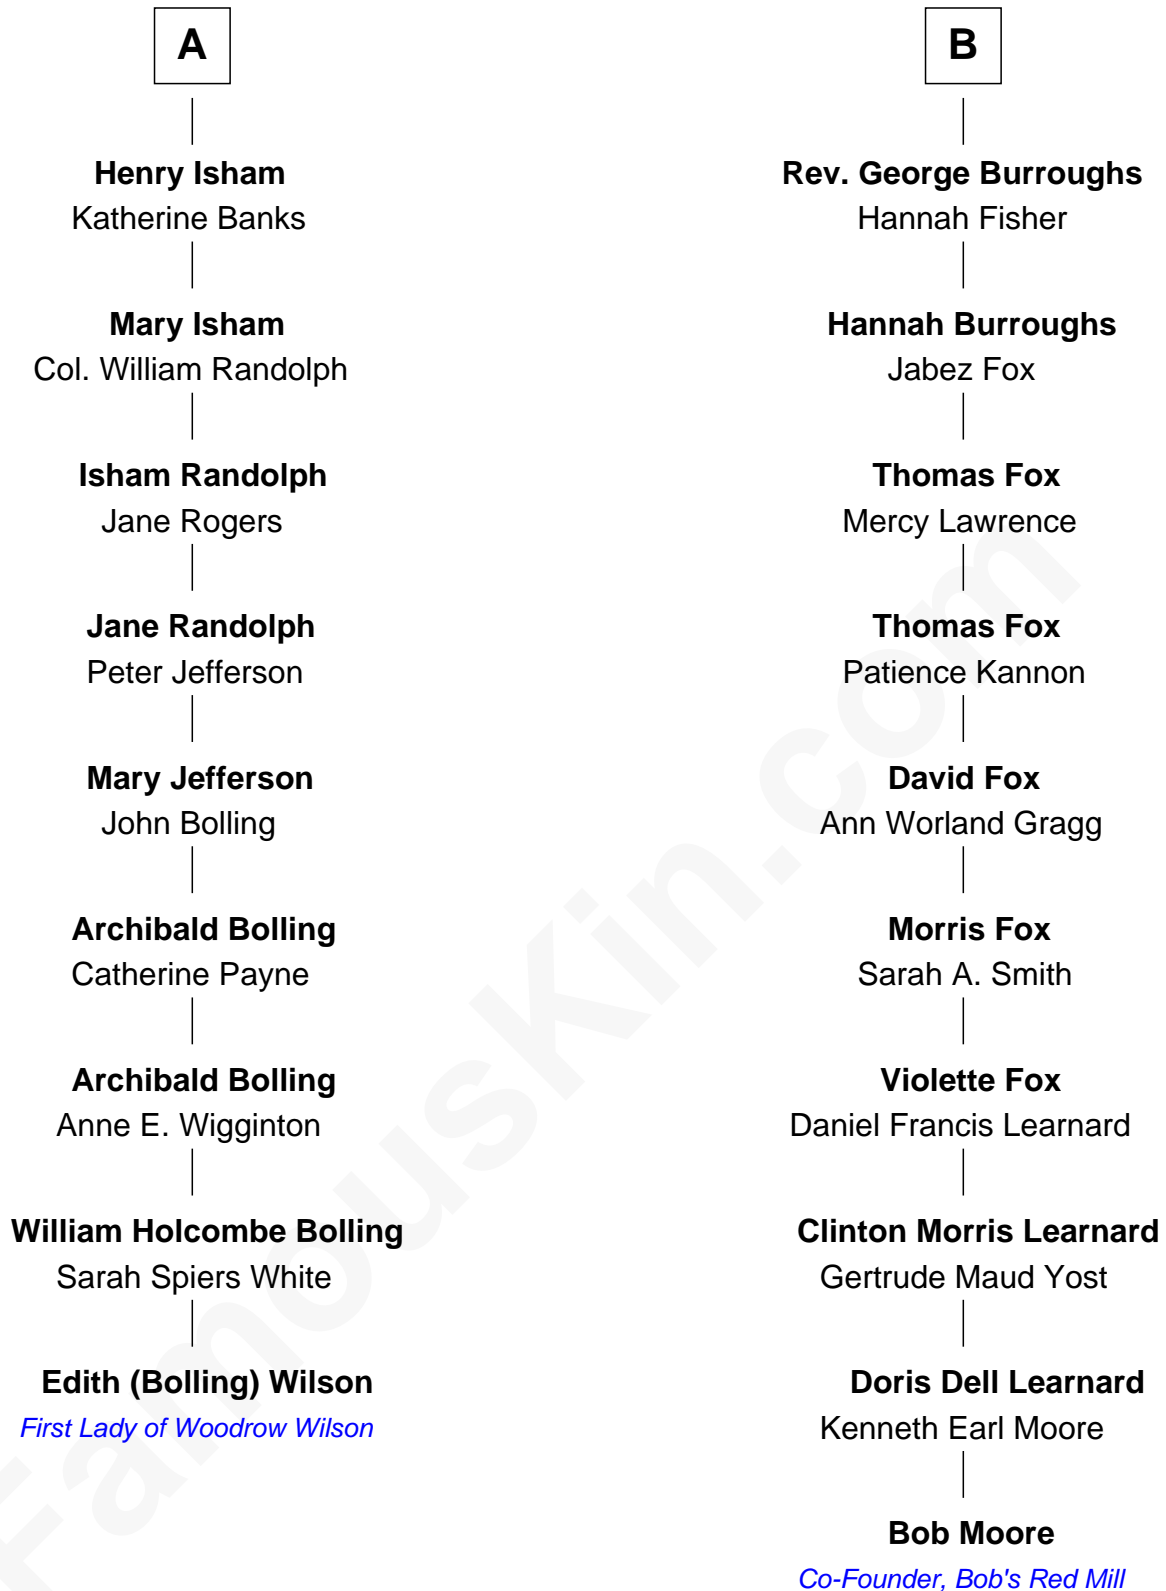 A
Henry Isham
Katherine Banks
Mary Isham
Col. William Randolph
Isham Randolph
Jane Rogers
Jane Randolph
Peter Jefferson
Mary Jefferson
John Bolling
Archibald Bolling
Catherine Payne
Archibald Bolling
Anne E. Wigginton
William Holcombe Bolling
Sarah Spiers White
Edith (Bolling) Wilson
First Lady of Woodrow Wilson
B
Rev. George Burroughs
Hannah Fisher
Hannah Burroughs
Jabez Fox
Thomas Fox
Mercy Lawrence
Thomas Fox
Patience Kannon
David Fox
Ann Worland Gragg
Morris Fox
Sarah A. Smith
Violette Fox
Daniel Francis Learnard
Clinton Morris Learnard
Gertrude Maud Yost
Doris Dell Learnard
Kenneth Earl Moore
Bob Moore
Co-Founder, Bob's Red Mill
FamousKin.com